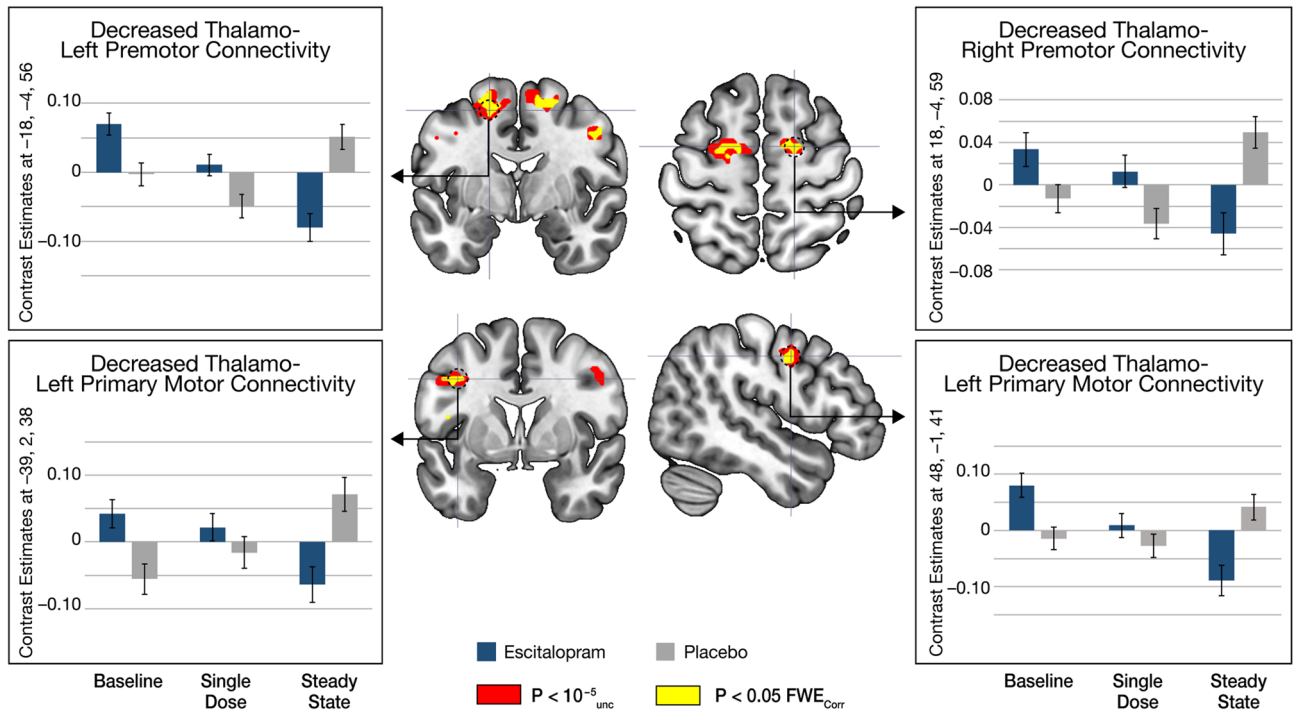 Decreased Thalamo-
Left Premotor Connectivity
Contrast Estimates at -18, -4, 56
0.10
0
-0.10
Decreased Thalamo-
Right Premotor Connectivity
Contrast Estimates at 18, -4, 59
0.08
0.04
0
-0.04
-0.08
Decreased Thalamo-
Left Primary Motor Connectivity
Contrast Estimates at -39, 2, 38
0.10
0
-0.10
Baseline
Single
Dose
Steady
State
Decreased Thalamo-
Left Primary Motor Connectivity
Contrast Estimates at 48, -1, 41
0.10
0
-0.10
Baseline
Single
Dose
Steady
State
Escitalopram
Placebo
P < 10⁻⁵ unc
P < 0.05 FWECorr